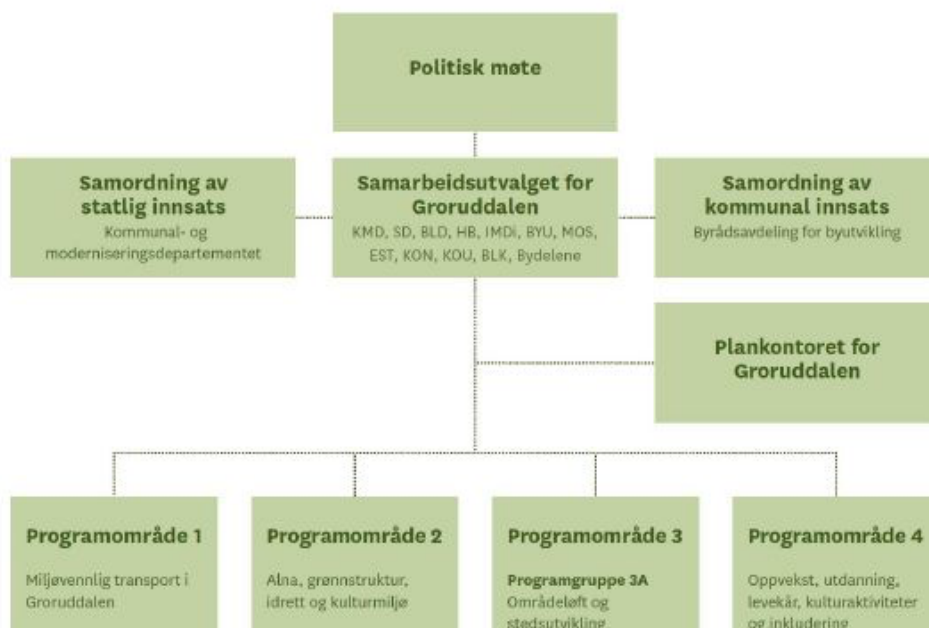 Politisk møte
Samordning av
statlig innsats
Kommunal- og
moderniseringsdepartementet
Samarbeidsutvalget for
Groruddalen
KMD, SD, BLD, HB, IMDi, BYU, MOS,
EST, KON, KOU, BLK, Bydelene
Samordning av
kommunal innsats
Byrådsavdeling for byutvikling
Plankontoret for
Groruddalen
Programområde 1
Miljøvennlig transport i
Groruddalen
Programområde 2
Alna, grønnstruktur,
idrett og kulturmiljø
Programområde 3
Programgruppe 3A
Områdeløft og
stedsutvikling
Programområde 4
Oppvekst, utdanning,
levekår, kulturaktiviteter
og inkludering